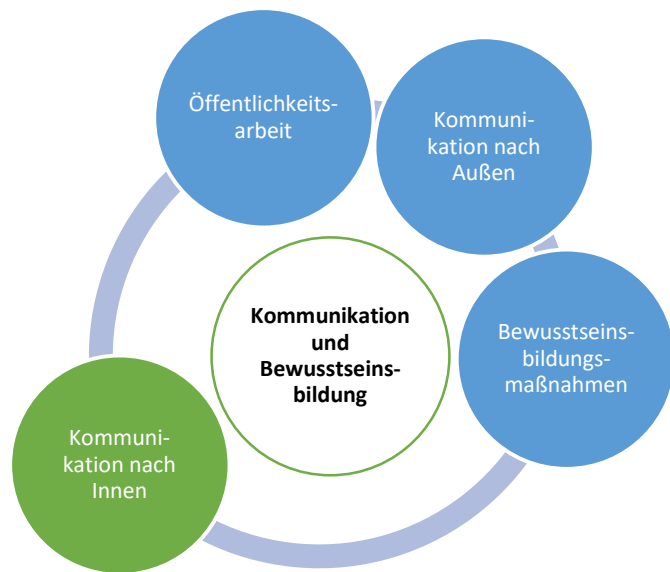 Öffentlichkeits-
arbeit
Kommuni-
kation nach
Außen
Kommunikation
und
Bewusstseins-
bildung
Bewusstseins-
bildungs-
maßnahmen
Kommuni-
kation nach
Innen